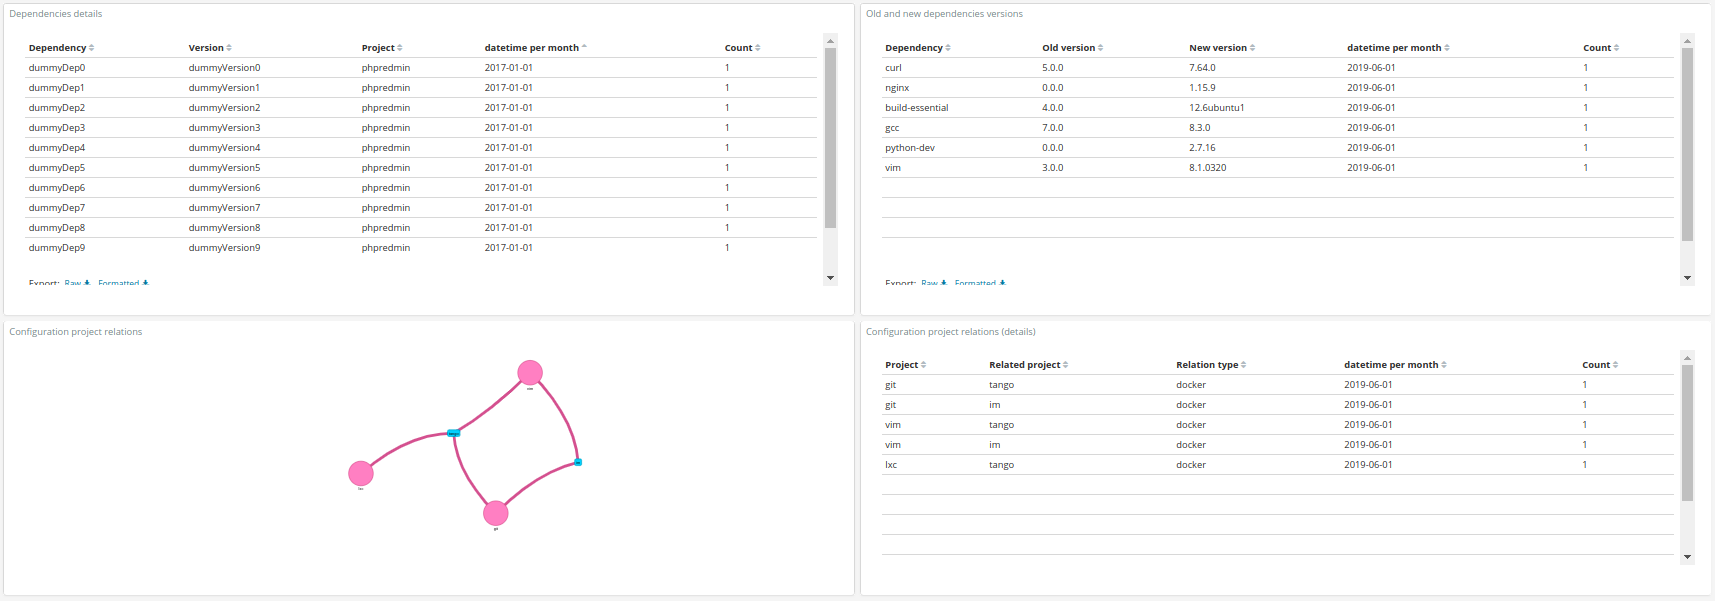 Dependencies details
Dependency Version Project datetime per month Count
dummyDep0 dummyVersion0 phpredmin 2017-01-01 1
dummyDep1 dummyVersion1 phpredmin 2017-01-01 1
dummyDep2 dummyVersion2 phpredmin 2017-01-01 1
dummyDep3 dummyVersion3 phpredmin 2017-01-01 1
dummyDep4 dummyVersion4 phpredmin 2017-01-01 1
dummyDep5 dummyVersion5 phpredmin 2017-01-01 1
dummyDep6 dummyVersion6 phpredmin 2017-01-01 1
dummyDep7 dummyVersion7 phpredmin 2017-01-01 1
dummyDep8 dummyVersion8 phpredmin 2017-01-01 1
dummyDep9 dummyVersion9 phpredmin 2017-01-01 1
Export: Raw Formatted
Old and new dependencies versions
Dependency Old version New version datetime per month Count
curl 5.0.0 7.64.0 2019-06-01 1
nginx 0.0.0 1.15.9 2019-06-01 1
build-essential 4.0.0 12.6ubuntu1 2019-06-01 1
gcc 7.0.0 8.3.0 2019-06-01 1
python-dev 0.0.0 2.7.16 2019-06-01 1
vim 3.0.0 8.1.0320 2019-06-01 1
Export: Raw Formatted
Configuration project relations
vim
tango
im
lxc
git
Configuration project relations (details)
Project Related project Relation type datetime per month Count
git tango docker 2019-06-01 1
git im docker 2019-06-01 1
vim tango docker 2019-06-01 1
vim im docker 2019-06-01 1
lxc tango docker 2019-06-01 1